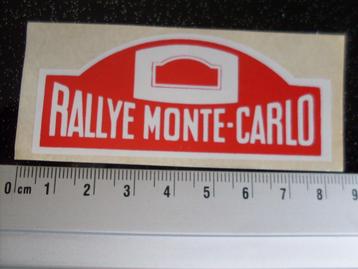 RALLYE MONTE-CARLO
0 cm 1 2 3 4 5 6 7 8 9